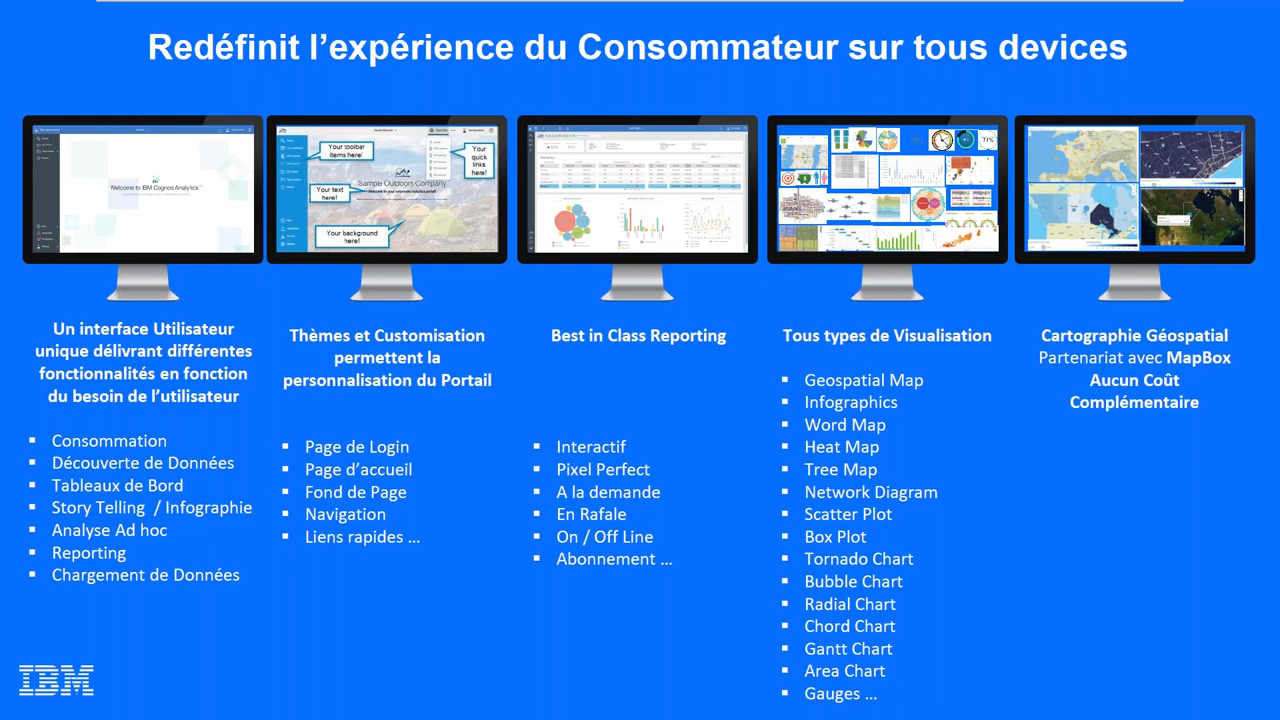 Redéfinit l’expérience du Consommateur sur tous devices
Welcome to IBM Cognos Analytics
Your toolbar
items here!
Your
quick
links
here!
Your text
here!
Sample Outdoors Company
Welcome to your corporate analytics portal
Your background
here!
Un interface Utilisateur
unique délivrant différentes
fonctionnalités en fonction
du besoin de l’utilisateur
▪ Consommation
▪ Découverte de Données
▪ Tableaux de Bord
▪ Story Telling / Infographie
▪ Analyse Ad hoc
▪ Reporting
▪ Chargement de Données
Thèmes et Customisation
permettent la
personnalisation du Portail
▪ Page de Login
▪ Page d’accueil
▪ Fond de Page
▪ Navigation
▪ Liens rapides …
Best in Class Reporting
▪ Interactif
▪ Pixel Perfect
▪ A la demande
▪ En Rafale
▪ On / Off Line
▪ Abonnement …
Tous types de Visualisation
▪ Geospatial Map
▪ Infographics
▪ Word Map
▪ Heat Map
▪ Tree Map
▪ Network Diagram
▪ Scatter Plot
▪ Box Plot
▪ Tornado Chart
▪ Bubble Chart
▪ Radial Chart
▪ Chord Chart
▪ Gantt Chart
▪ Area Chart
▪ Gauges …
Cartographie Géospatial
Partenariat avec MapBox
Aucun Coût
Complémentaire
IBM